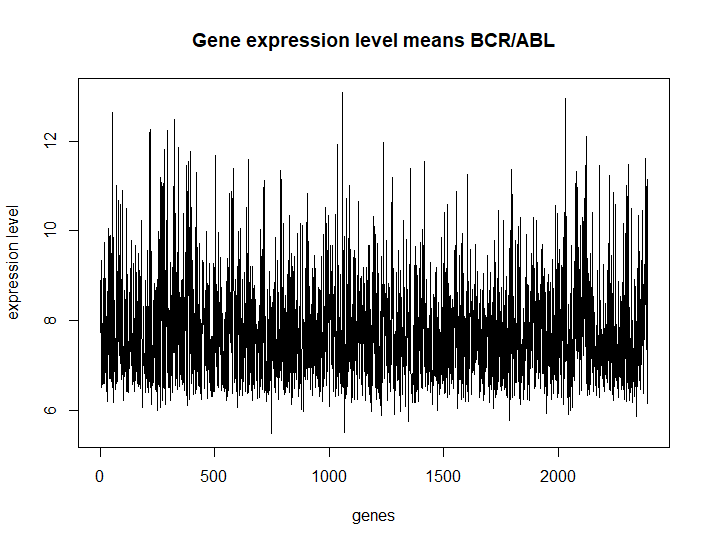 Gene expression level means BCR/ABL
expression level
12
10
8
6
0 500 1000 1500 2000
genes